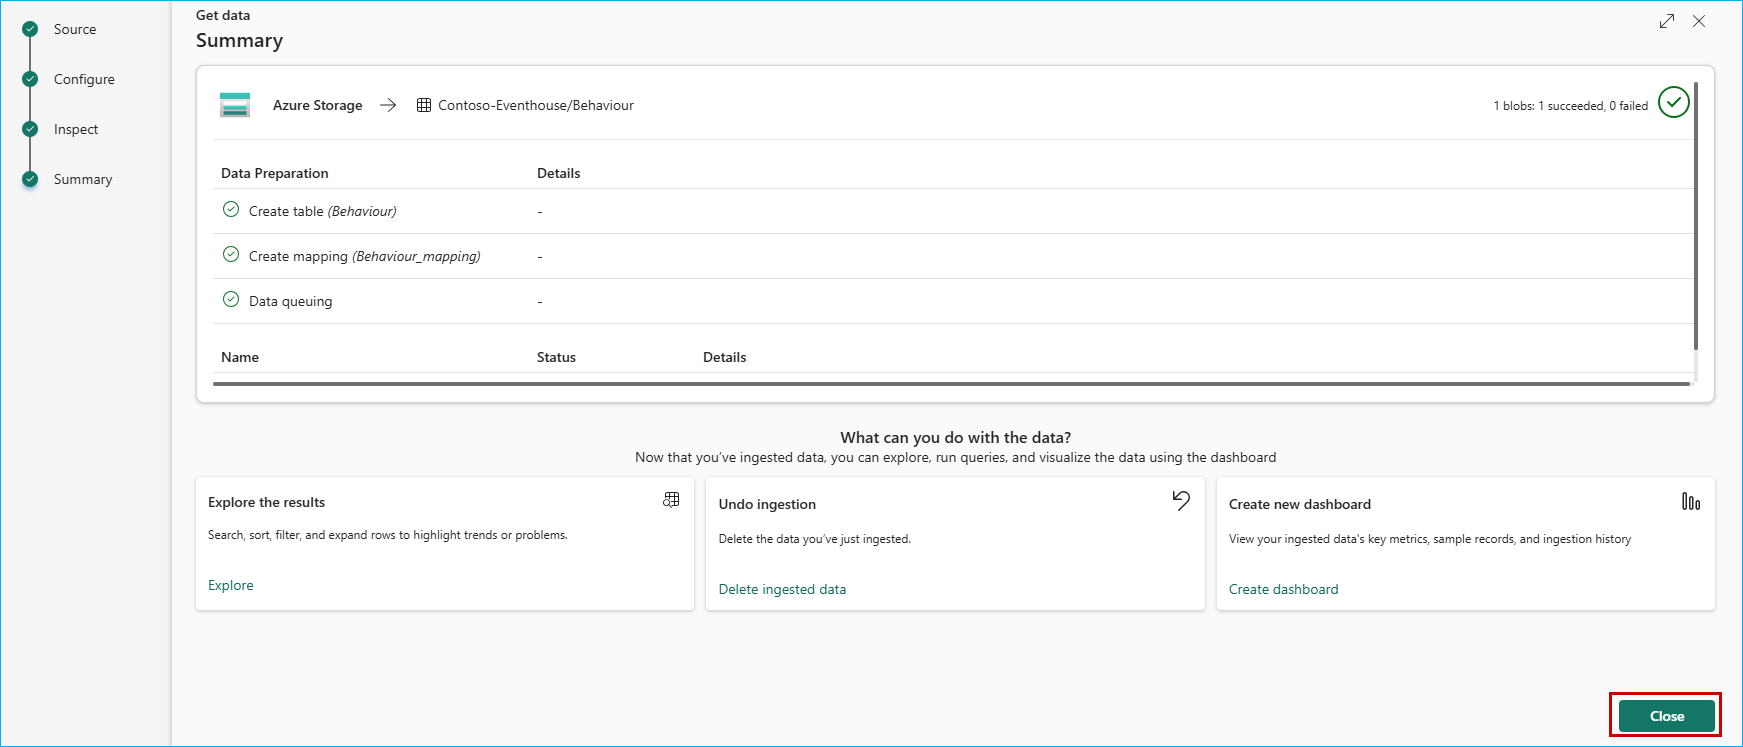 Source
Configure
Inspect
Summary
Get data
Summary
Azure Storage → Contoso-Eventhouse/Behaviour
1 blobs: 1 succeeded, 0 failed
Data Preparation Details
Create table (Behaviour) -
Create mapping (Behaviour_mapping) -
Data queuing -
Name Status Details
What can you do with the data?
Now that you’ve ingested data, you can explore, run queries, and visualize the data using the dashboard
Explore the results
Search, sort, filter, and expand rows to highlight trends or problems.
Explore
Undo ingestion
Delete the data you’ve just ingested.
Delete ingested data
Create new dashboard
View your ingested data's key metrics, sample records, and ingestion history
Create dashboard
Close